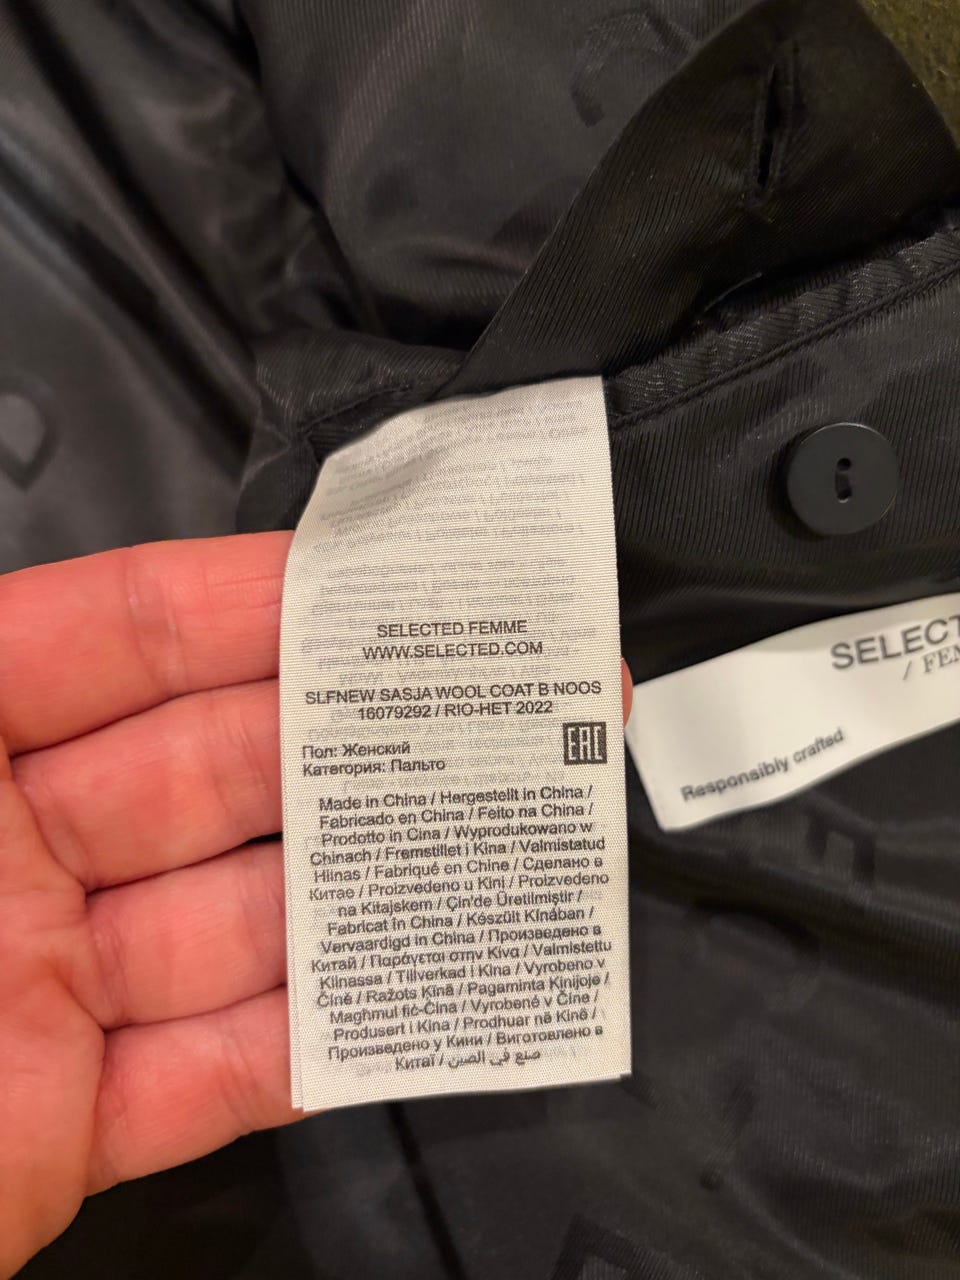 SELECTED FEMME
WWW.SELECTED.COM
SLFNEW SASJA WOOL COAT B NOOS
16079292 / RIO-HET 2022
Пол: Женский
Категория: Пальто
EAC
Made in China / Hergestellt in China /
Fabricado en China / Feito na China /
Prodotto in Cina / Wyprodukowano w
Chinach / Fremstillet i Kina / Valmistatud
Hiinas / Fabriqué en Chine / Сделано в
Китае / Proizvedeno u Kini / Proizvedeno
na Kitajskem / Çin'de Üretilmiştir /
Fabricat în China / Készült Kínában /
Vervaardigd in China / Произведено в
Китай / Παράγεται στην Κίνα / Valmistettu
Kiinassa / Tillverkad i Kina / Vyrobeno v
Číně / Ražots Ķīnā / Pagaminta Kinijoje /
Magħmul fiċ-Ċina / Vyrobené v Číne /
Produsert i Kina / Prodhuar në Kinë /
Произведено у Кини / Виготовлено в
Китаї / صنع في الصين
SELECT
/ FEM
Responsibly crafted